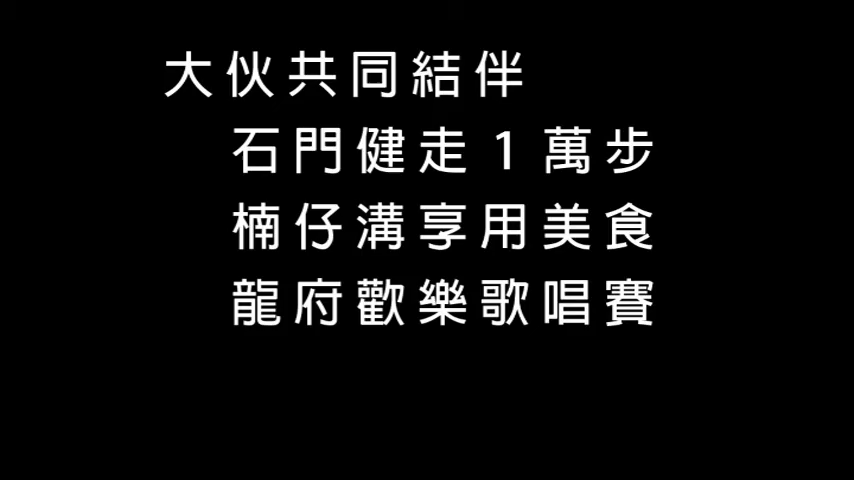 大伙共同結伴
石門健走1萬步
楠仔溝享用美食
龍府歡樂歌唱賽